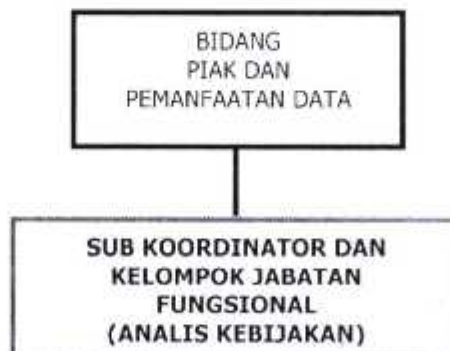 BIDANG
PIAK DAN
PEMANFAATAN DATA
SUB KOORDINATOR DAN
KELOMPOK JABATAN
FUNGSIONAL
(ANALIS KEBIJAKAN)